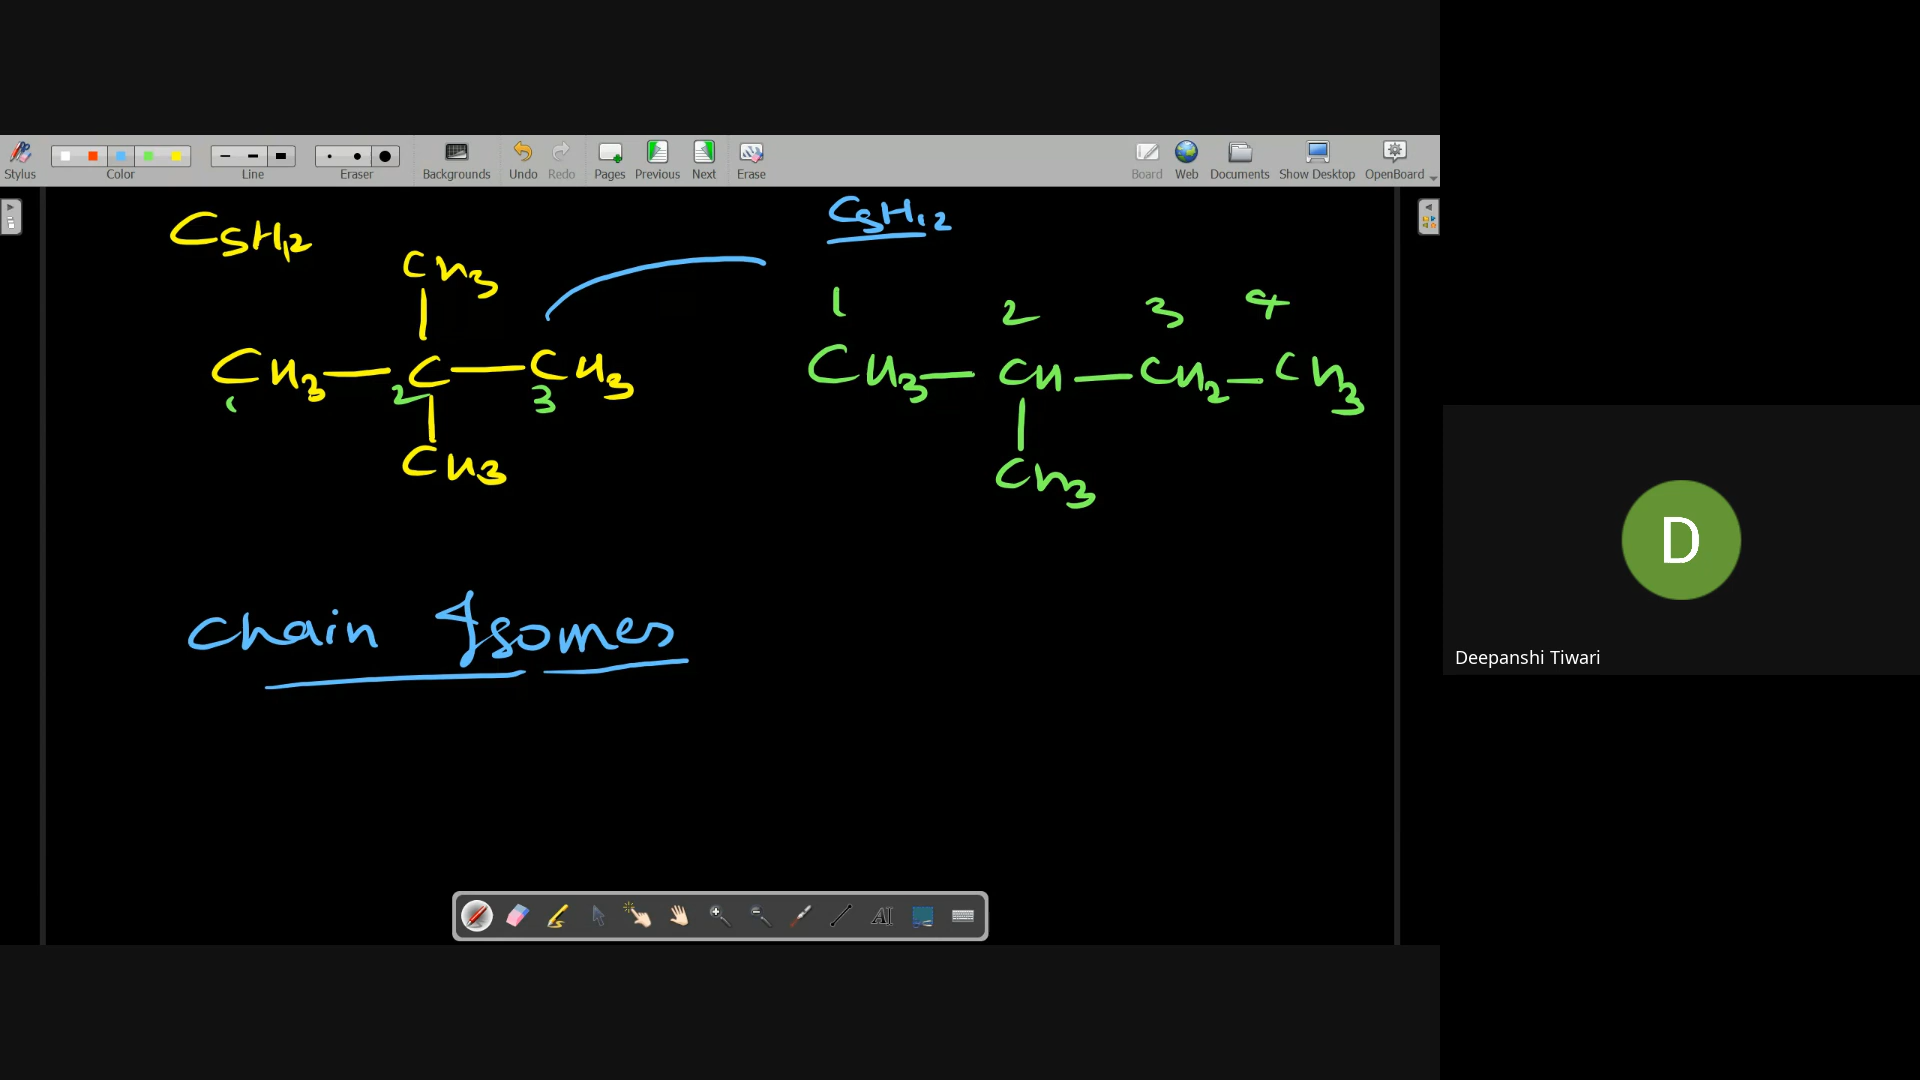 Stylus Color Line Eraser Backgrounds Undo Redo Pages Previous Next Erase Board Web Documents Show Desktop OpenBoard
C5H12
CH3
CH3—C—CH3
1 2 3
CH3
C5H12
1 2 3 4
CH3—CH—CH2—CH3
CH3
Chain Isomes
D
Deepanshi Tiwari